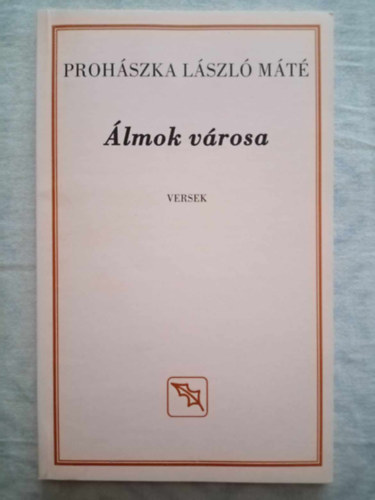 PROHÁSZKA LÁSZLÓ MÁTÉ
Álmok városa
VERSEK